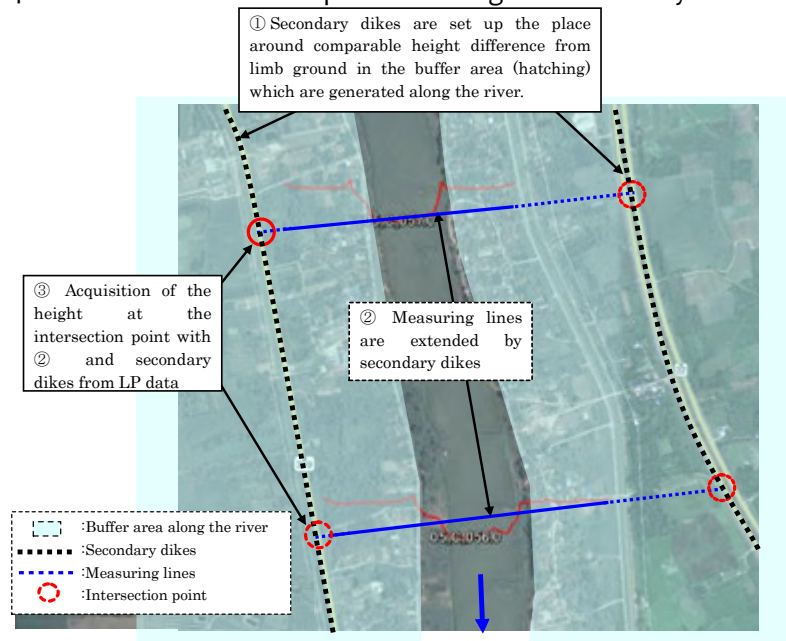 ① Secondary dikes are set up the place
around comparable height difference from
limb ground in the buffer area (hatching)
which are generated along the river.
③ Acquisition of the
height at the
intersection point with
② and secondary
dikes from LP data
② Measuring lines
are extended by
secondary dikes
:Buffer area along the river
:Secondary dikes
:Measuring lines
:Intersection point